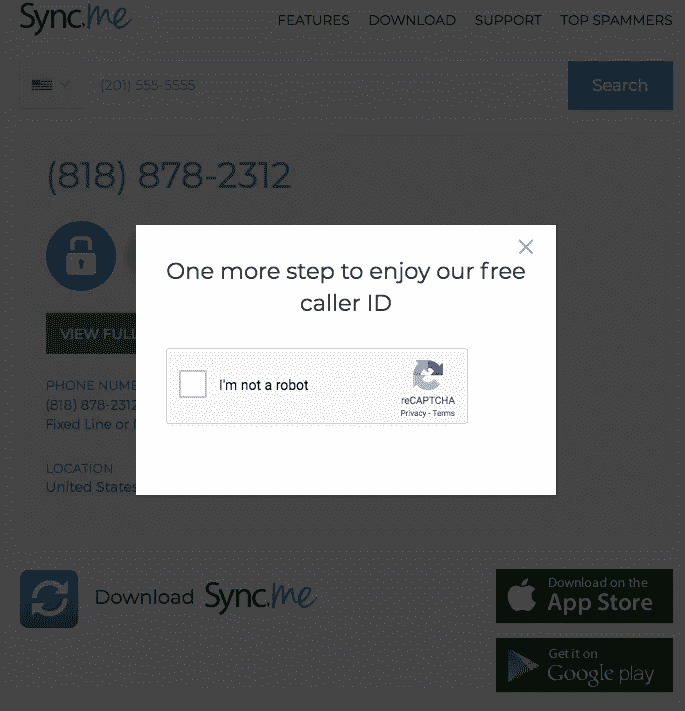 Sync.me
FEATURES DOWNLOAD SUPPORT TOP SPAMMERS
(201) 555-5555
Search
(818) 878-2312
One more step to enjoy our free
caller ID
VIEW FULL
I'm not a robot
reCAPTCHA
Privacy - Terms
PHONE NUMB
(818) 878-2312
Fixed Line or
LOCATION
United States
Download Sync.me
Download on the
App Store
Get it on
Google play